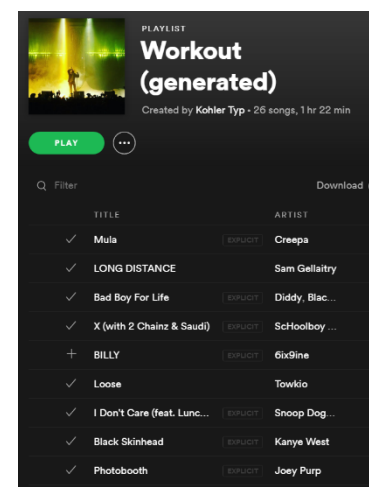 PLAYLIST
Workout
(generated)
Created by Kohler Typ • 26 songs, 1 hr 22 min
PLAY
Filter Download
TITLE ARTIST
Mula EXPLICIT Creepa
LONG DISTANCE Sam Gellaitry
Bad Boy For Life EXPLICIT Diddy, Blac...
X (with 2 Chainz & Saudi) EXPLICIT ScHoolboy ...
BILLY EXPLICIT 6ix9ine
Loose Towkio
I Don't Care (feat. Lunc... EXPLICIT Snoop Dog...
Black Skinhead EXPLICIT Kanye West
Photobooth EXPLICIT Joey Purp